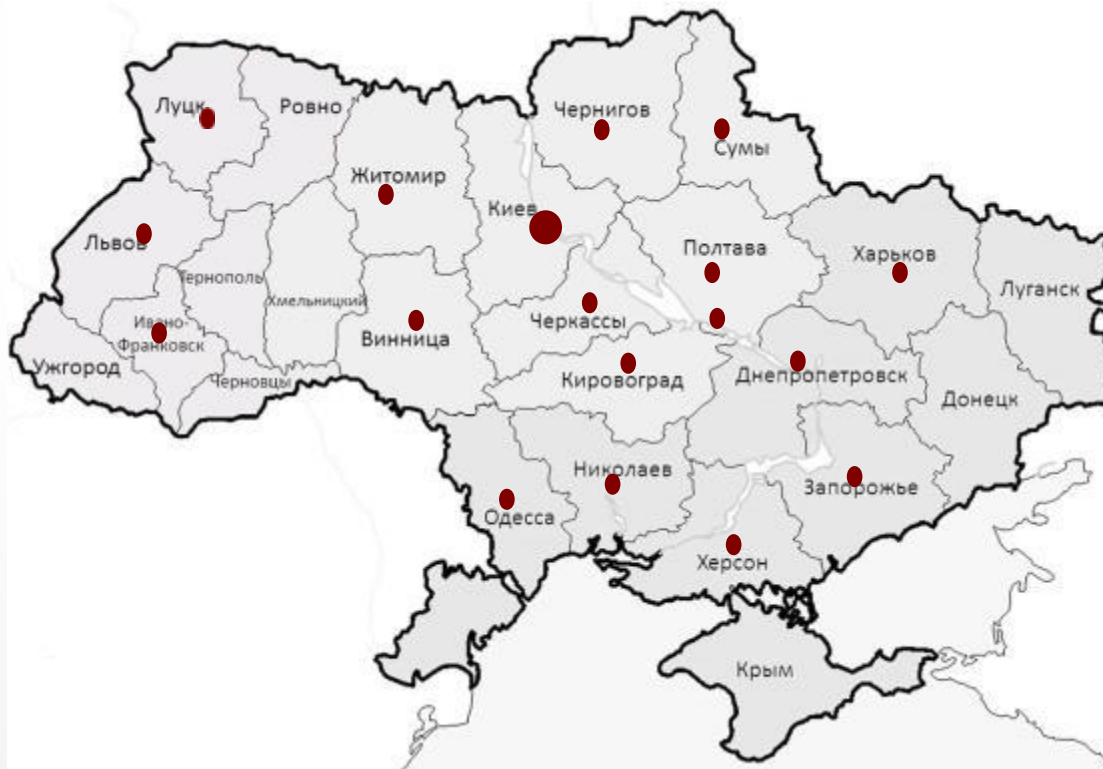 Луцк
Ровно
Чернигов
Сумы
Житомир
Киев
Львов
Полтава
Харьков
Тернополь
Луганск
Хмельницкий
Ивано-
Франковск
Черкассы
Винница
Ужгород
Черновцы
Кировоград
Днепропетровск
Донецк
Николаев
Запорожье
Одесса
Херсон
Крым